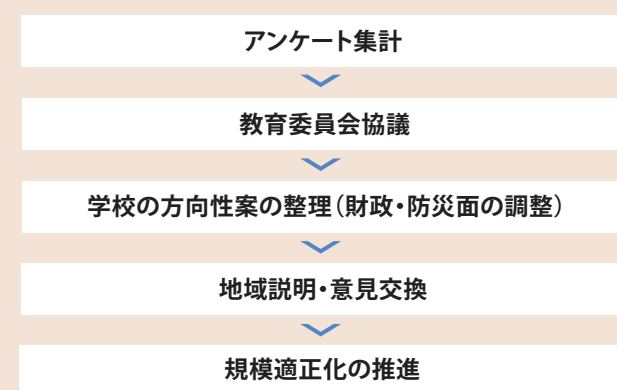 アンケート集計
教育委員会協議
学校の方向性案の整理（財政・防災面の調整）
地域説明・意見交換
規模適正化の推進